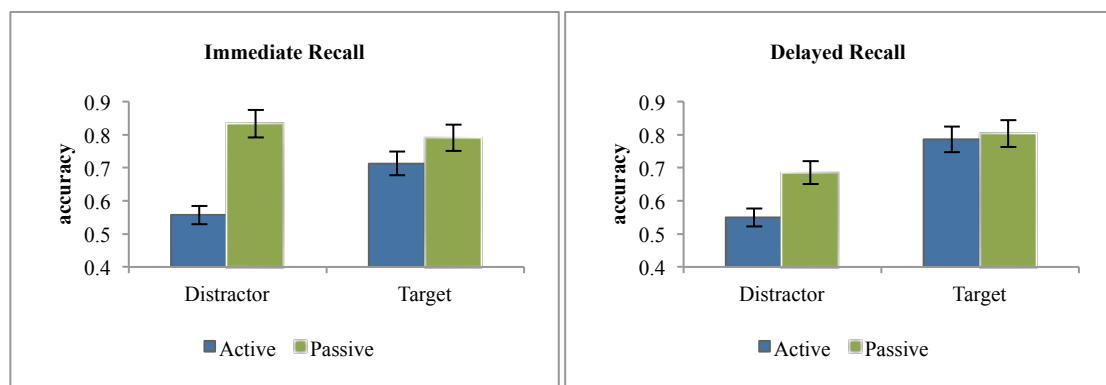 Immediate Recall
accuracy
0.9
0.8
0.7
0.6
0.5
0.4
Distractor Target
Active Passive
Delayed Recall
accuracy
0.9
0.8
0.7
0.6
0.5
0.4
Distractor Target
Active Passive